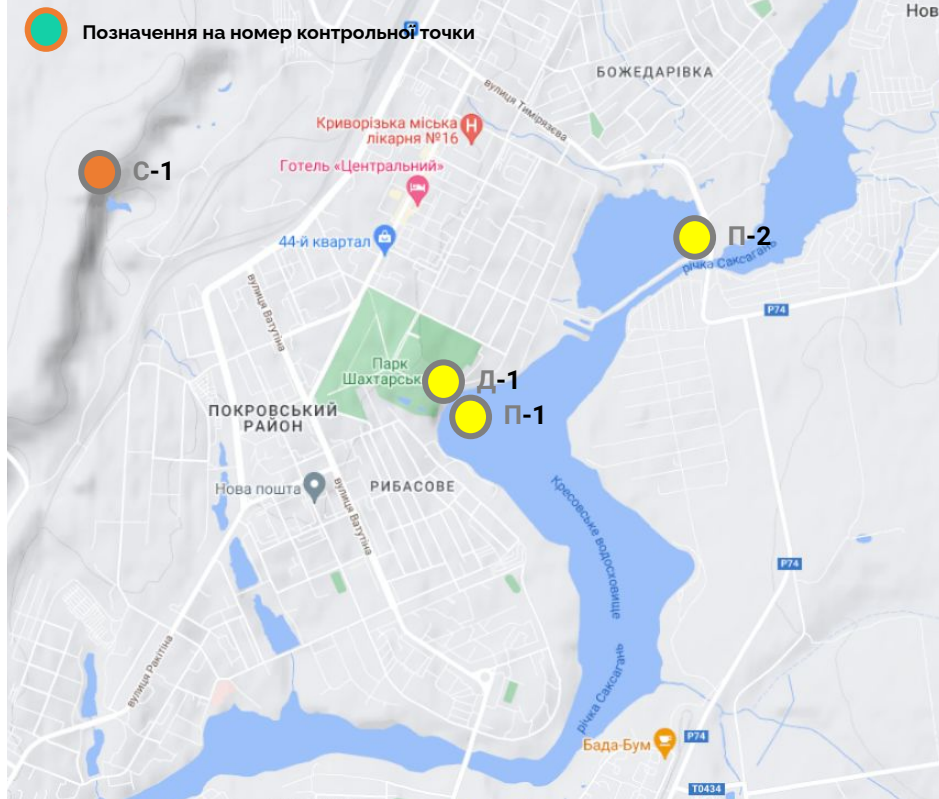 Позначення на номер контрольної точки
Нов
БОЖЕДАРІВКА
вулиця Тимірязєва
Криворізька міська
лікарня №16
H
Готель «Центральний»
С-1
44-й квартал
П-2
річка Саксагань
вулиця Ватутіна
P74
Парк
Шахтарськ
Д-1
П-1
ПОКРОВСЬКИЙ
РАЙОН
Нова пошта
РИБАСОВЕ
вулиця Ватутіна
Кресовське водосховище
P74
вулиця Ракітіна
річка Саксагань
Бада-Бум
P74
T0434